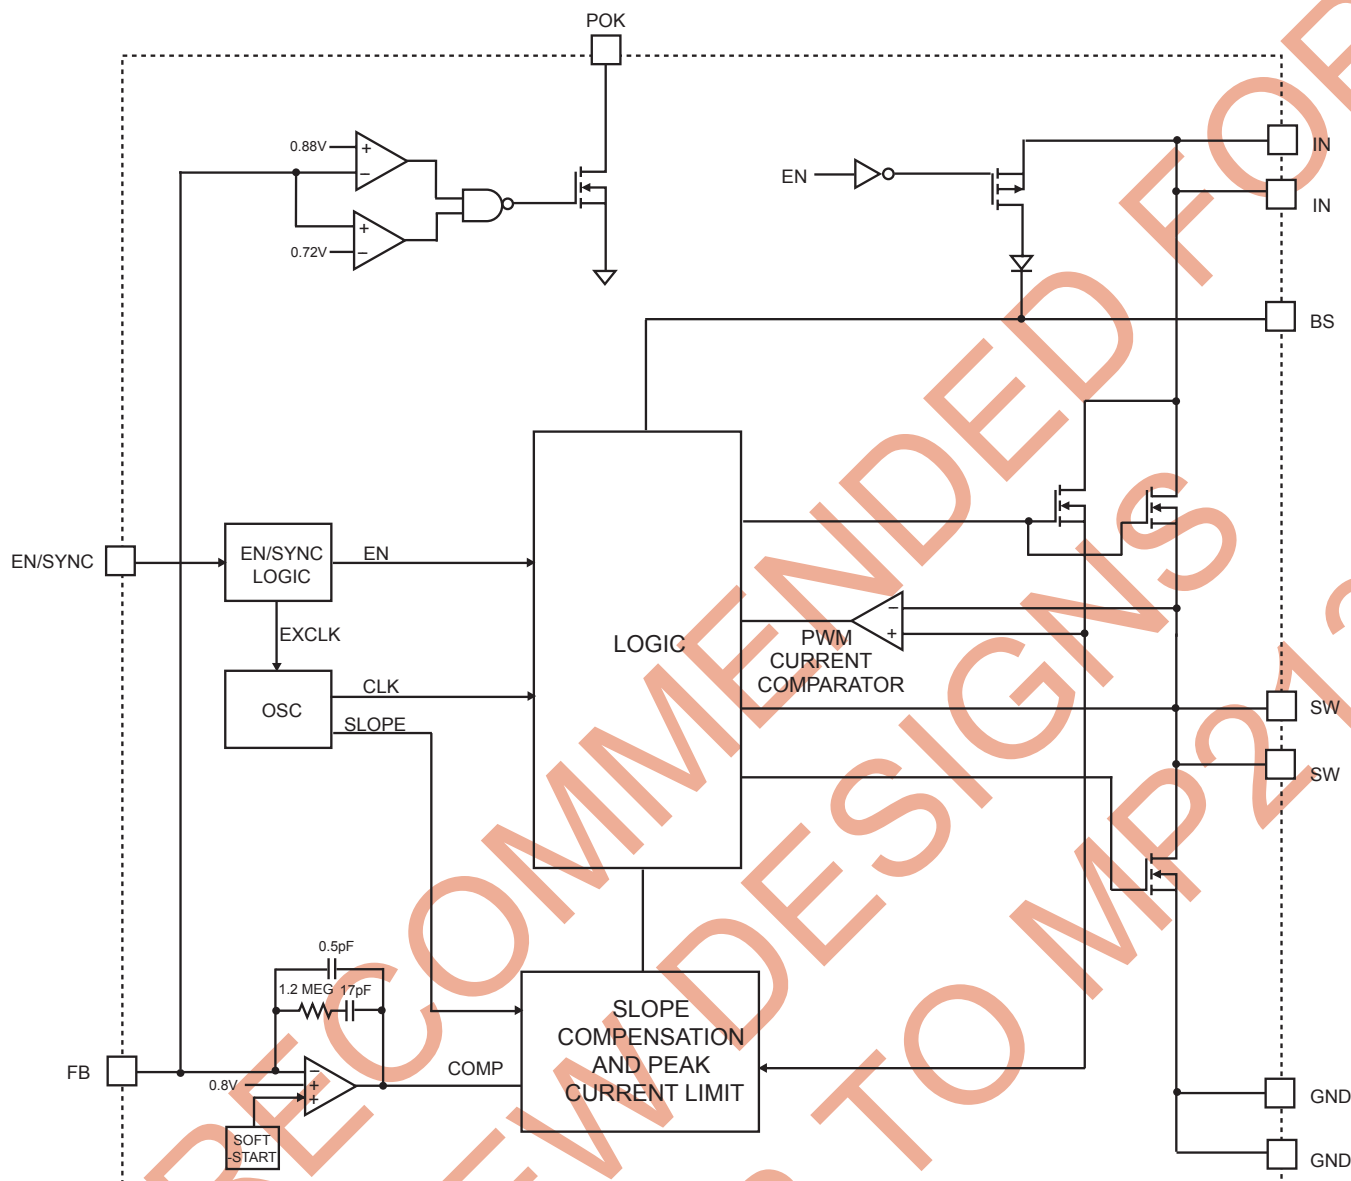 POK
0.88V
+
−
0.72V
+
−
EN
IN
IN
BS
EN/SYNC
EN/SYNC
LOGIC
EN
EXCLK
OSC
CLK
SLOPE
LOGIC
−
+
PWM
CURRENT
COMPARATOR
SW
SW
0.5pF
1.2 MEG 17pF
FB
0.8V
−
+
+
COMP
SOFT
-START
SLOPE
COMPENSATION
AND PEAK
CURRENT LIMIT
GND
GND
RECOMMENDED FOR
EW DESIGNS
TO MP21